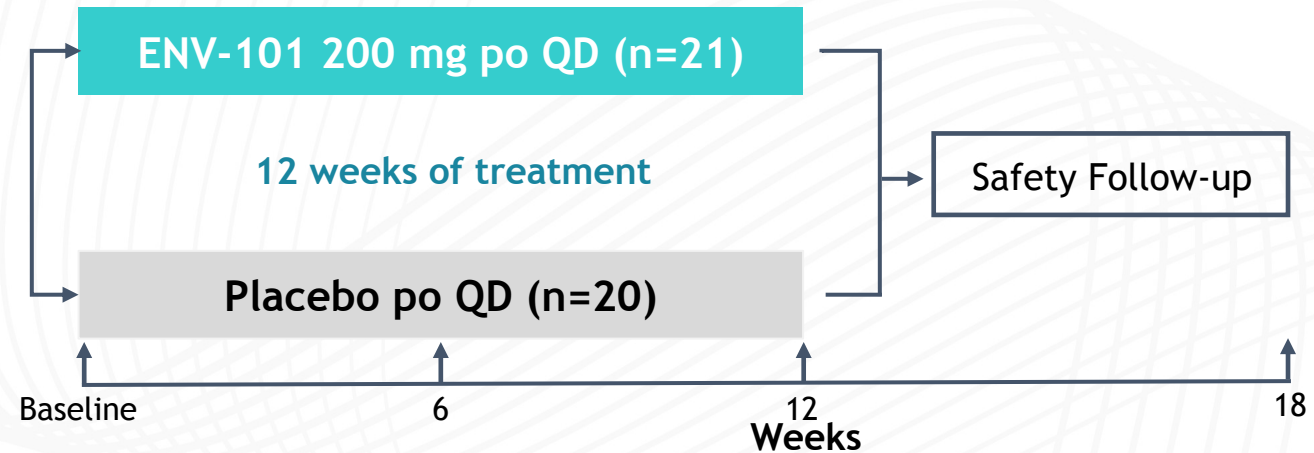 ENV-101 200 mg po QD (n=21)
12 weeks of treatment
Safety Follow-up
Placebo po QD (n=20)
Baseline
6
12
18
Weeks